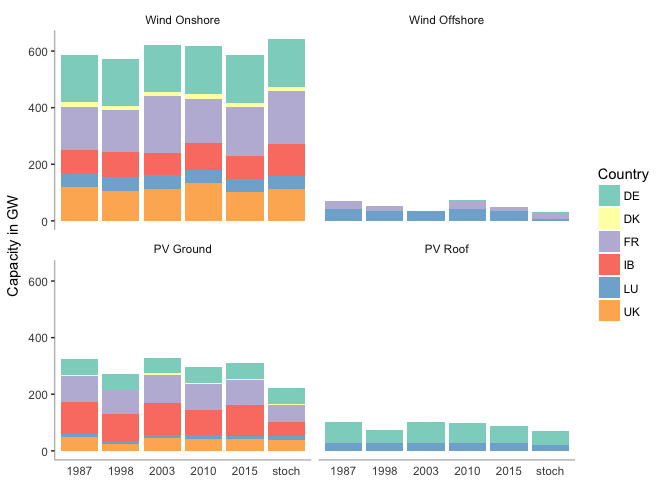 Wind Onshore
Wind Offshore
600
400
200
0
Capacity in GW
PV Ground
PV Roof
600
400
200
0
1987 1998 2003 2010 2015 stoch
1987 1998 2003 2010 2015 stoch
Country
DE
DK
FR
IB
LU
UK